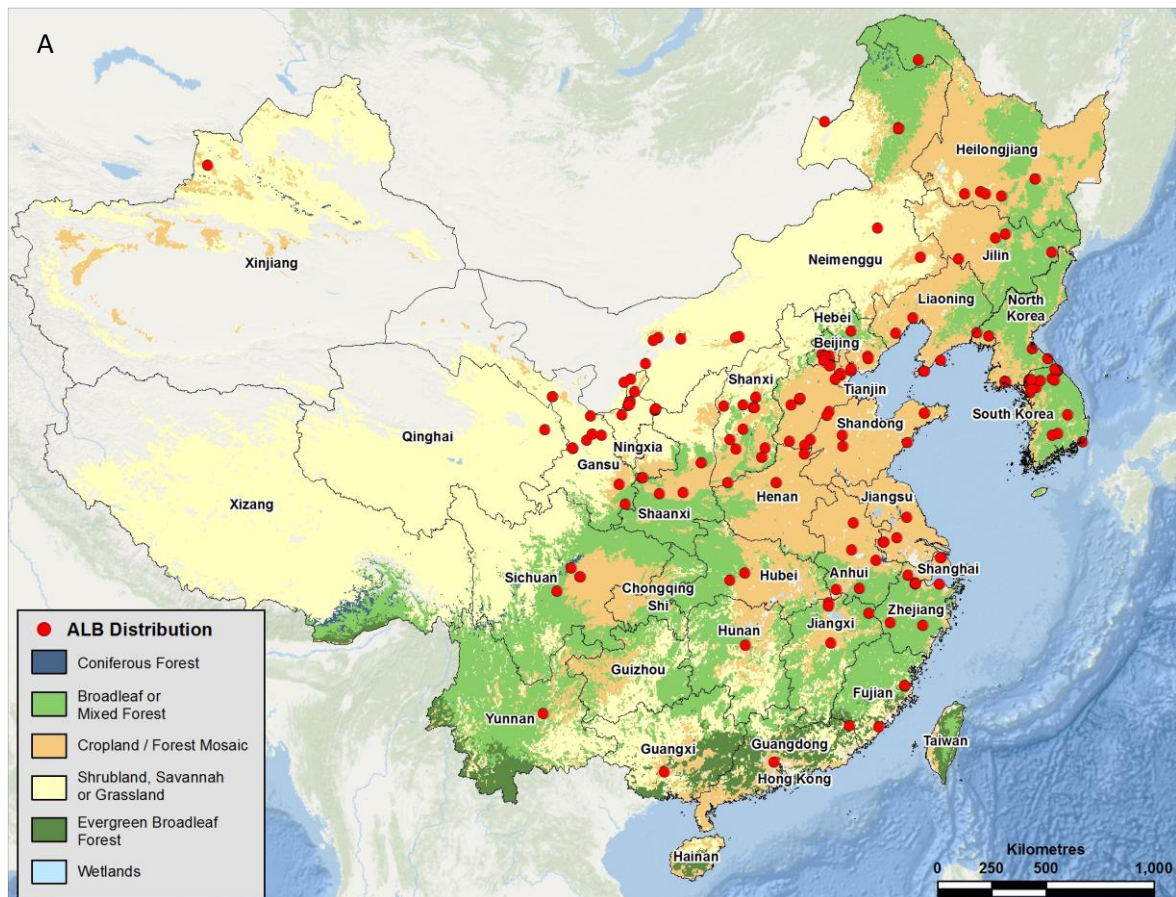 A
Heilongjiang
Jilin
Neimenggu
Liaoning
North
Korea
Hebei
Beijing
Xinjiang
Tianjin
Shanxi
Shandong
South Korea
Qinghai
Ningxia
Gansu
Henan
Jiangsu
Xizang
Shaanxi
Sichuan
Chongqing
Shi
Hubei
Anhui
Shanghai
Zhejiang
Jiangxi
Hunan
Guizhou
Fujian
Yunnan
Taiwan
Guangxi
Guangdong
Hong Kong
Hainan
ALB Distribution
Coniferous Forest
Broadleaf or
Mixed Forest
Cropland / Forest Mosaic
Shrubland, Savannah
or Grassland
Evergreen Broadleaf
Forest
Wetlands
Kilometres
0 250 500 1,000